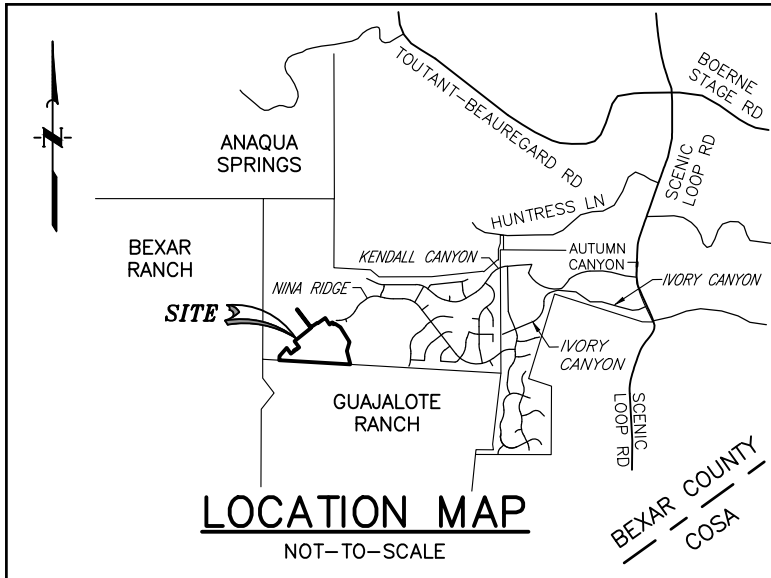 TOUTANT-BEAUREGARD RD
BOERNE
STAGE RD
N
ANAQUA
SPRINGS
SCENIC LOOP RD
HUNTRESS LN
BEXAR
RANCH
KENDALL CANYON
AUTUMN
CANYON
IVORY CANYON
NINA RIDGE
SITE
IVORY
CANYON
GUAJALOTE
RANCH
SCENIC
LOOP RD
BEXAR COUNTY
COSA
LOCATION MAP
NOT-TO-SCALE